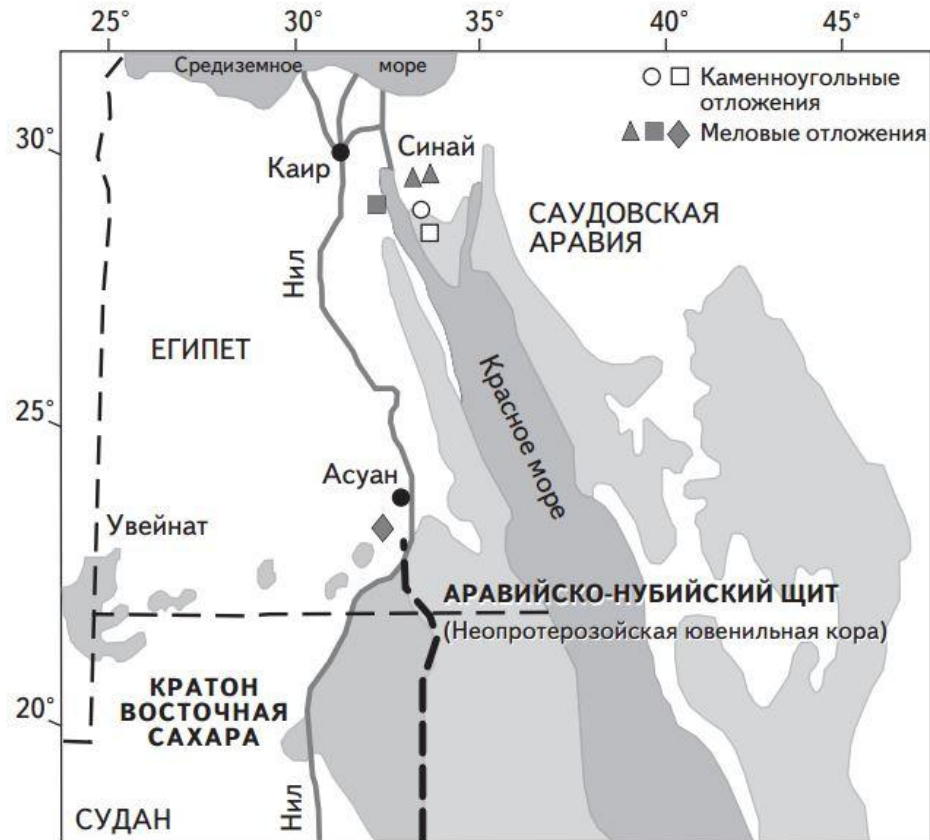 25° 30° 35° 40° 45°
Средиземное море
Каменноугольные
отложения
Меловые отложения
30°
Синай
Каир
САУДОВСКАЯ
АРАВИЯ
Нил
ЕГИПЕТ
Красное море
25°
Асуан
Увейнат
АРАВИЙСКО-НУБИЙСКИЙ ЩИТ
(Неопротерозойская ювенильная кора)
КРАТОН
ВОСТОЧНАЯ
САХАРА
20°
Нил
СУДАН